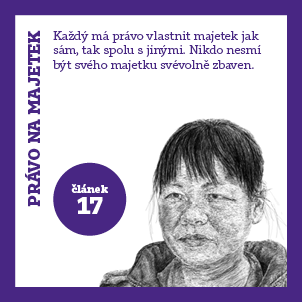 PRÁVO NA MAJETEK
Každý má právo vlastnit majetek jak
sám, tak spolu s jinými. Nikdo nesmí
být svého majetku svévolně zbaven.
článek
17